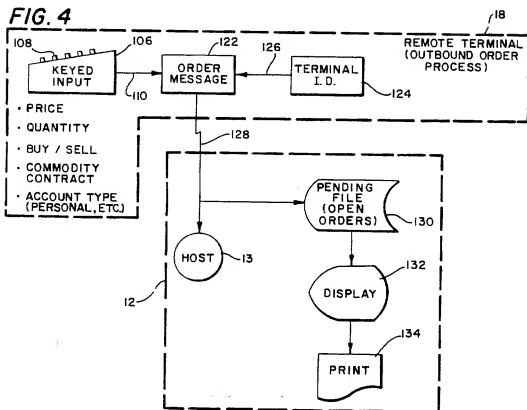 FIG. 4
18
108
106
122
126
REMOTE TERMINAL
(OUTBOUND ORDER
PROCESS)
KEYED
INPUT
110
ORDER
MESSAGE
TERMINAL
I.D.
124
• PRICE
• QUANTITY
• BUY / SELL
• COMMODITY
CONTRACT
• ACCOUNT TYPE
(PERSONAL, ETC.)
128
PENDING
FILE
(OPEN
ORDERS)
130
HOST
13
12
DISPLAY
132
PRINT
134